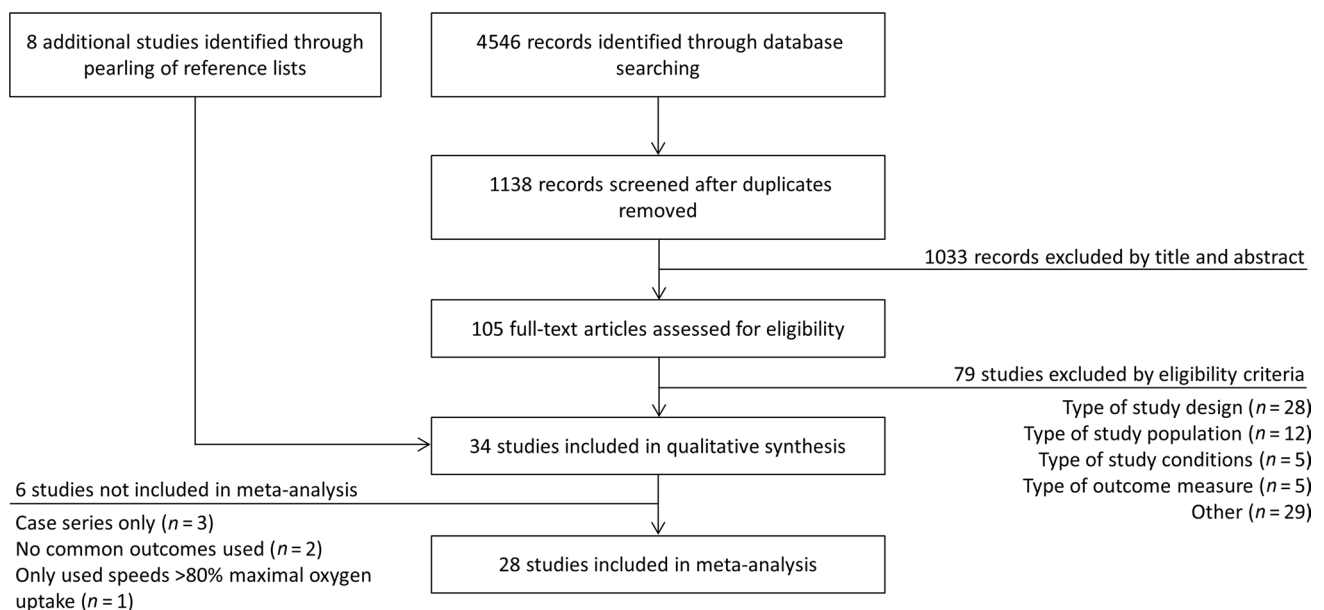 8 additional studies identified through
pearling of reference lists
4546 records identified through database
searching
1138 records screened after duplicates
removed
1033 records excluded by title and abstract
105 full-text articles assessed for eligibility
79 studies excluded by eligibility criteria
Type of study design (n = 28)
Type of study population (n = 12)
Type of study conditions (n = 5)
Type of outcome measure (n = 5)
Other (n = 29)
34 studies included in qualitative synthesis
6 studies not included in meta-analysis
Case series only (n = 3)
No common outcomes used (n = 2)
Only used speeds >80% maximal oxygen
uptake (n = 1)
28 studies included in meta-analysis